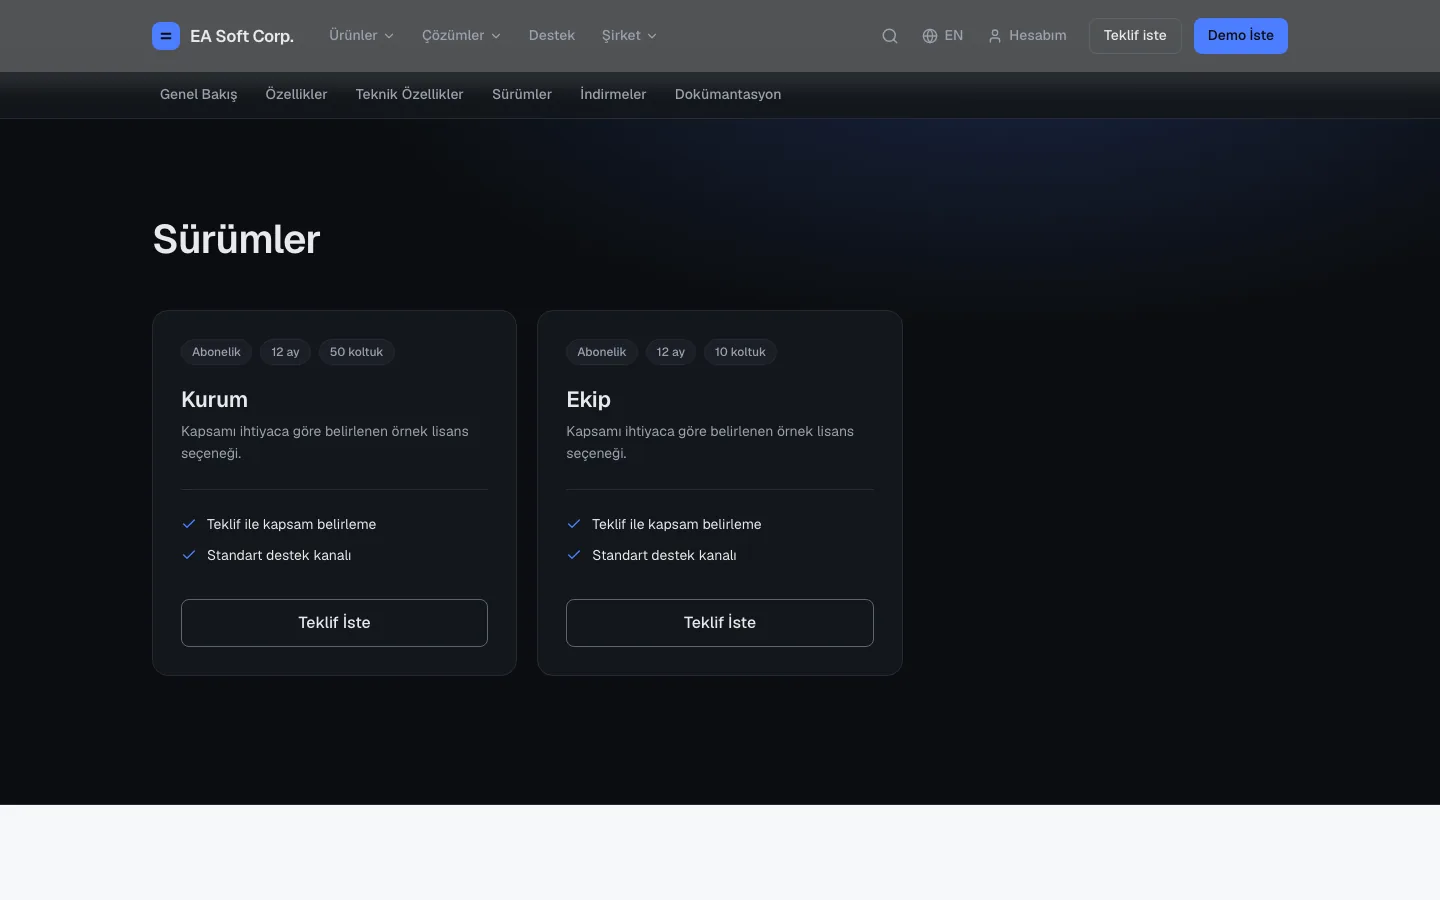 EA Soft Corp.
Ürünler
Çözümler
Destek
Şirket
EN
Hesabım
Teklif iste
Demo İste
Genel Bakış
Özellikler
Teknik Özellikler
Sürümler
İndirmeler
Dokümantasyon
Sürümler
Abonelik
12 ay
50 koltuk
Kurum
Kapsamı ihtiyaca göre belirlenen örnek lisans
seçeneği.
Teklif ile kapsam belirleme
Standart destek kanalı
Teklif İste
Abonelik
12 ay
10 koltuk
Ekip
Kapsamı ihtiyaca göre belirlenen örnek lisans
seçeneği.
Teklif ile kapsam belirleme
Standart destek kanalı
Teklif İste